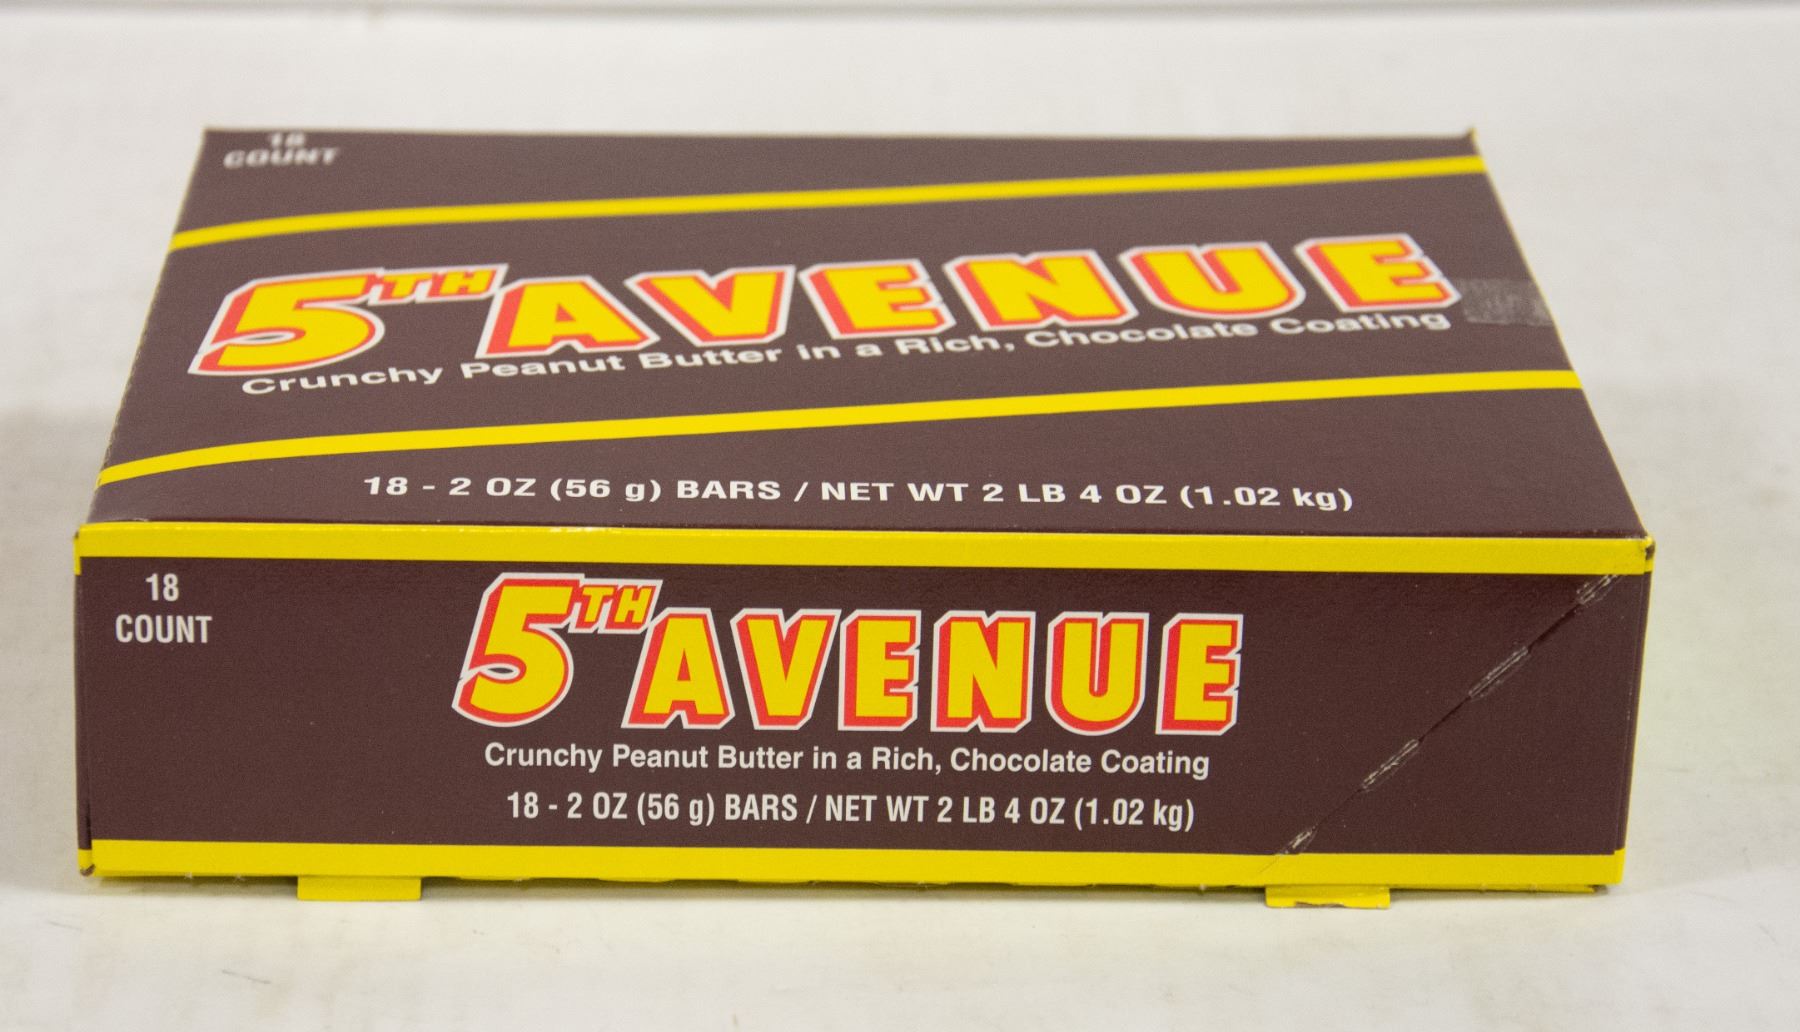 18
COUNT
5TH AVENUE
Crunchy Peanut Butter in a Rich, Chocolate Coating
18 - 2 OZ (56 g) BARS / NET WT 2 LB 4 OZ (1.02 kg)
18
COUNT
5TH AVENUE
Crunchy Peanut Butter in a Rich, Chocolate Coating
18 - 2 OZ (56 g) BARS / NET WT 2 LB 4 OZ (1.02 kg)